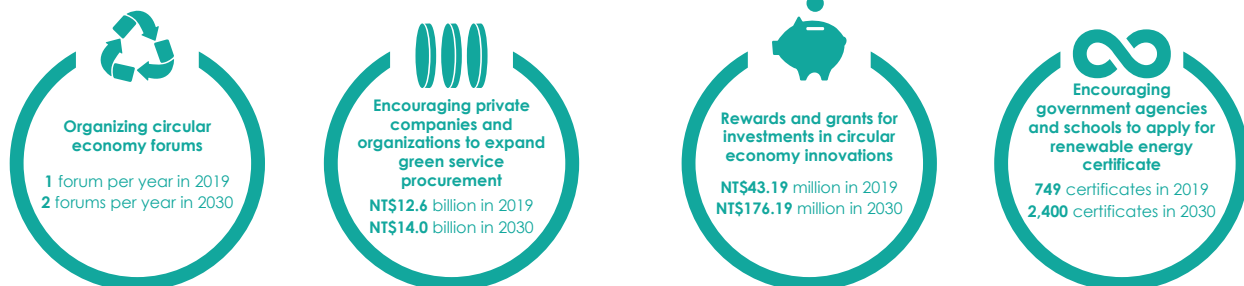 Organizing circular
economy forums
1 forum per year in 2019
2 forums per year in 2030
Encouraging private
companies and
organizations to expand
green service
procurement
NT$12.6 billion in 2019
NT$14.0 billion in 2030
Rewards and grants for
investments in circular
economy innovations
NT$43.19 million in 2019
NT$176.19 million in 2030
Encouraging
government agencies
and schools to apply for
renewable energy
certificate
749 certificates in 2019
2,400 certificates in 2030